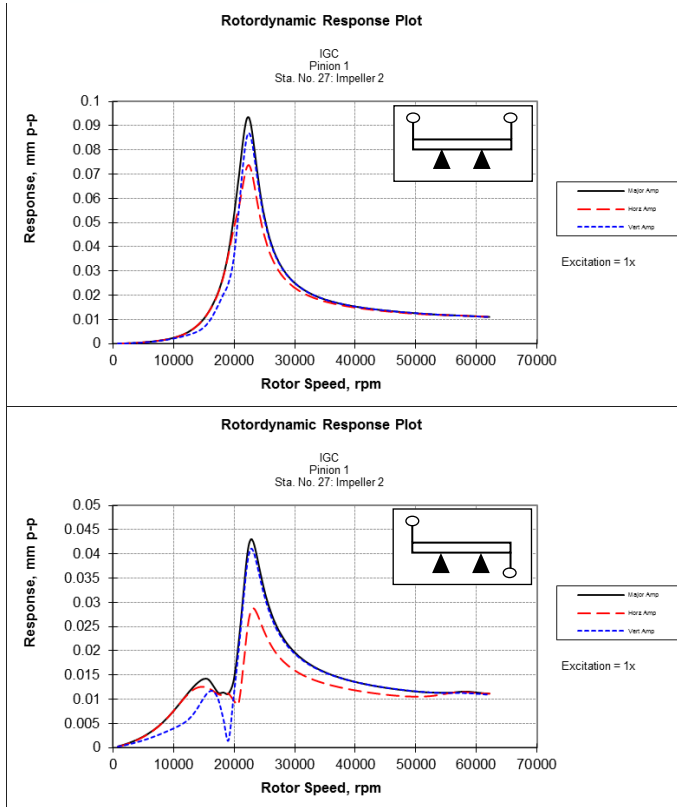 Rotordynamic Response Plot
IGC
Pinion 1
Sta. No. 27: Impeller 2
Response, mm p-p
0.1
0.09
0.08
0.07
0.06
0.05
0.04
0.03
0.02
0.01
0
0 10000 20000 30000 40000 50000 60000 70000
Rotor Speed, rpm
Major Amp
Horz Amp
Vert Amp
Excitation = 1x
Rotordynamic Response Plot
IGC
Pinion 1
Sta. No. 27: Impeller 2
Response, mm p-p
0.05
0.045
0.04
0.035
0.03
0.025
0.02
0.015
0.01
0.005
0
0 10000 20000 30000 40000 50000 60000 70000
Rotor Speed, rpm
Major Amp
Horz Amp
Vert Amp
Excitation = 1x